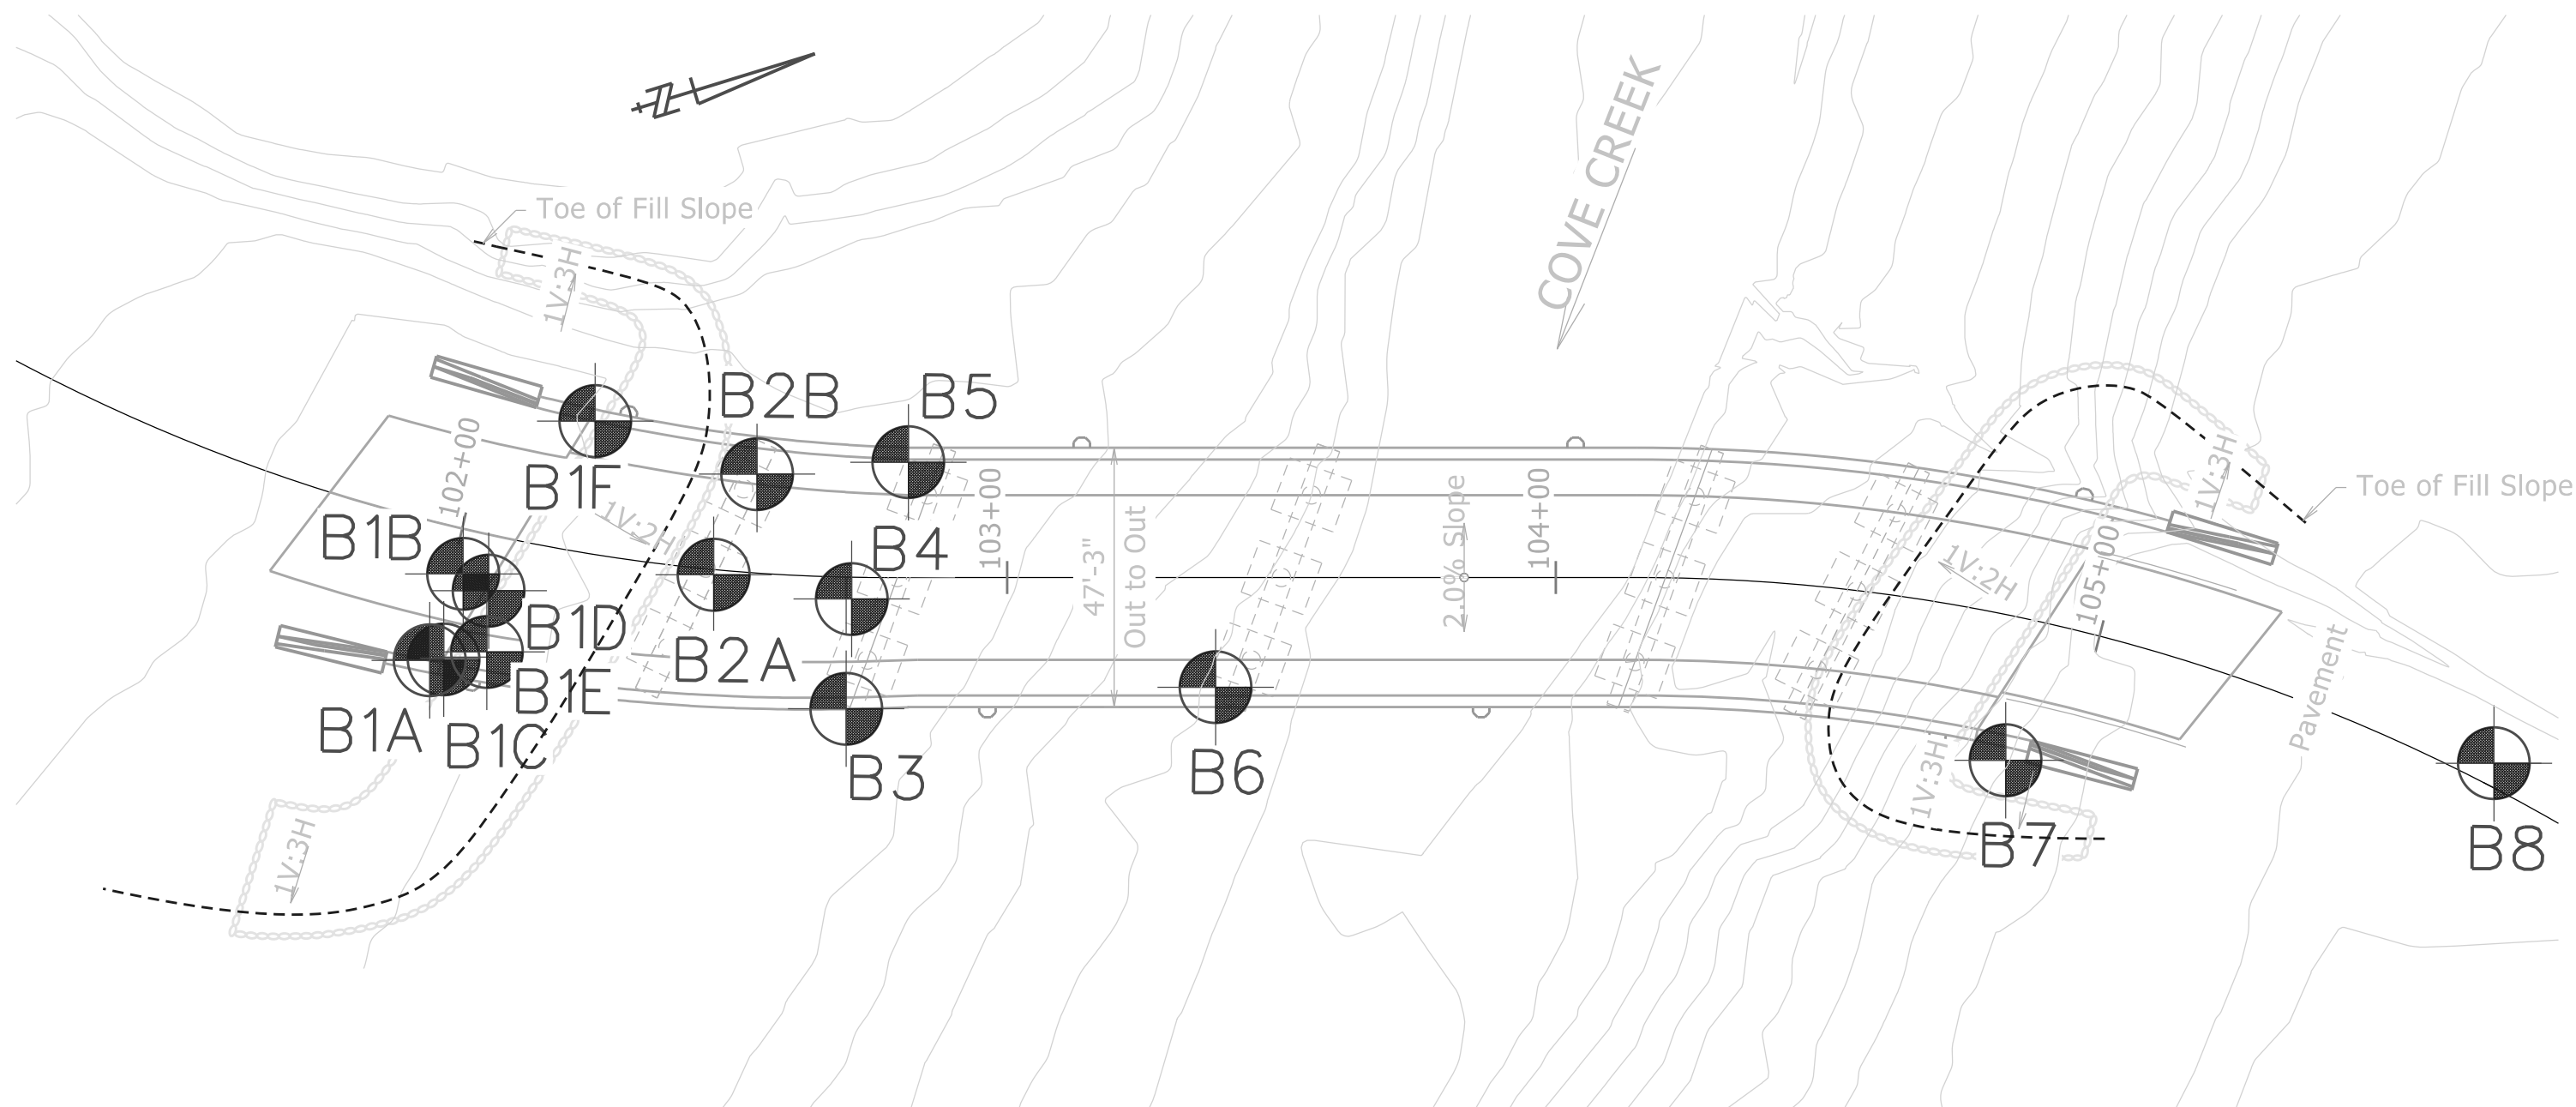 N
COVE CREEK
Toe of Fill Slope
1V:3H
B2B
B5
102+00
B1F
1V:2H
B1B
B4
103+00
47'-3"
Out to Out
2.0% Slope
104+00
1V:3H
Toe of Fill Slope
1V:2H
105+00
B1D
B2A
B1E
B1A
B1C
B3
B6
1V:3H
Pavement
B7
B8
1V:3H